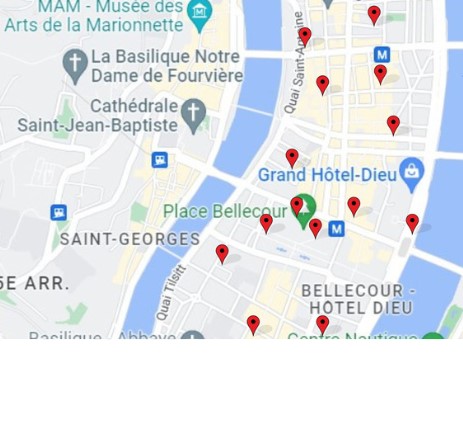 MAM - Musée des
Arts de la Marionnette
Quai Saint-Antoine
La Basilique Notre
Dame de Fourvière
M
Cathédrale
Saint-Jean-Baptiste
Grand Hôtel-Dieu
Place Bellecour
M
SAINT-GEORGES
5E ARR.
Quai Tilsitt
BELLECOUR -
HÔTEL DIEU
Basilique
Abbaye
Centre Nautique